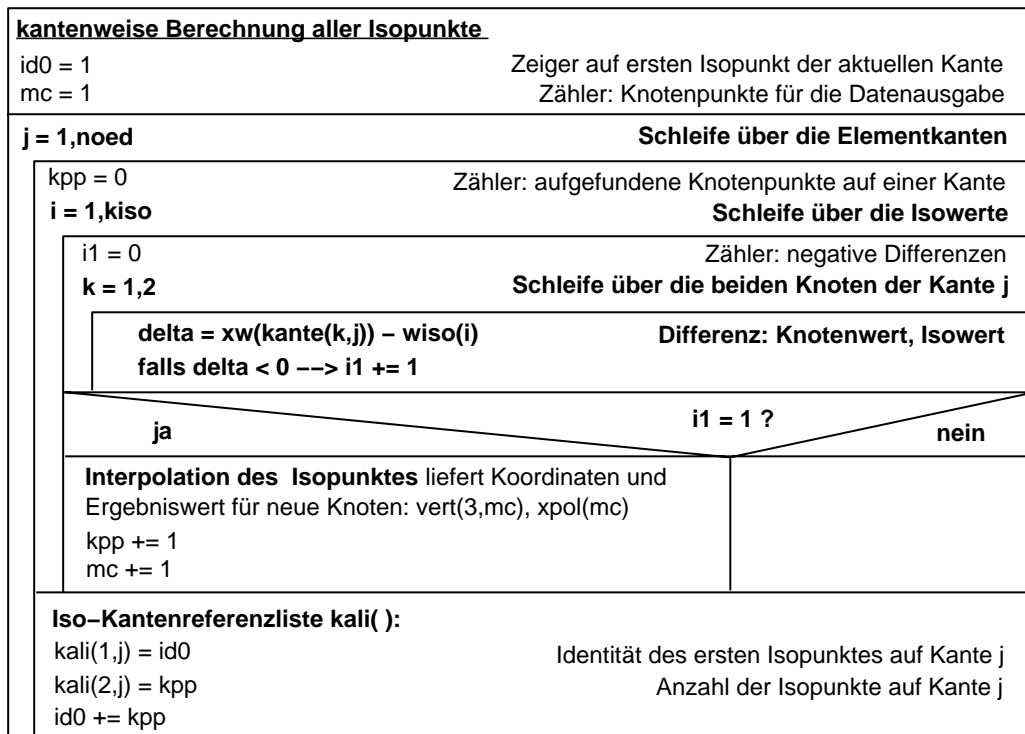 kantenweise Berechnung aller Isopunkte
id0 = 1 Zeiger auf ersten Isopunkt der aktuellen Kante
mc = 1 Zähler: Knotenpunkte für die Datenausgabe
j = 1,noed Schleife über die Elementkanten
kpp = 0 Zähler: aufgefundene Knotenpunkte auf einer Kante
i = 1,kiso Schleife über die Isowerte
i1 = 0 Zähler: negative Differenzen
k = 1,2 Schleife über die beiden Knoten der Kante j
delta = xw(kante(k,j)) − wiso(i) Differenz: Knotenwert, Isowert
falls delta < 0 −−> i1 += 1
i1 = 1 ?
ja nein
Interpolation des Isopunktes liefert Koordinaten und
Ergebniswert für neue Knoten: vert(3,mc), xpol(mc)
kpp += 1
mc += 1
Iso−Kantenreferenzliste kali( ):
kali(1,j) = id0 Identität des ersten Isopunktes auf Kante j
kali(2,j) = kpp Anzahl der Isopunkte auf Kante j
id0 += kpp